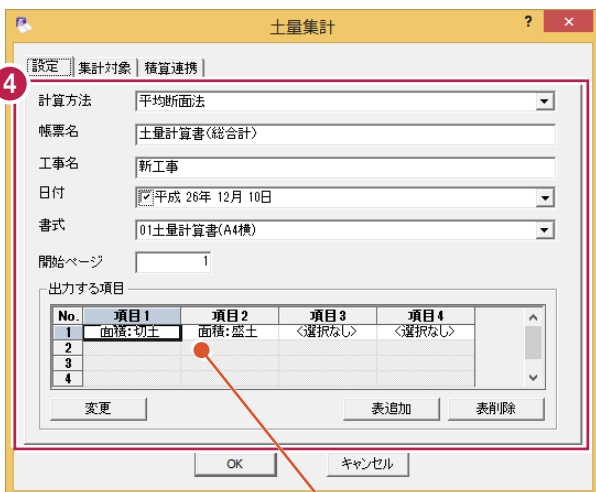 土量集計
? ×
設定 集計対象 積算連携
4
計算方法 平均断面法
帳票名 土量計算書(総合計)
工事名 新工事
日付 平成 26年 12月 10日
書式 01土量計算書(A4横)
開始ページ 1
出力する項目
No. 項目1 項目2 項目3 項目4
1 面積:切土 面積:盛土 <選択なし> <選択なし>
2
3
4
変更 表追加 表削除
OK キャンセル